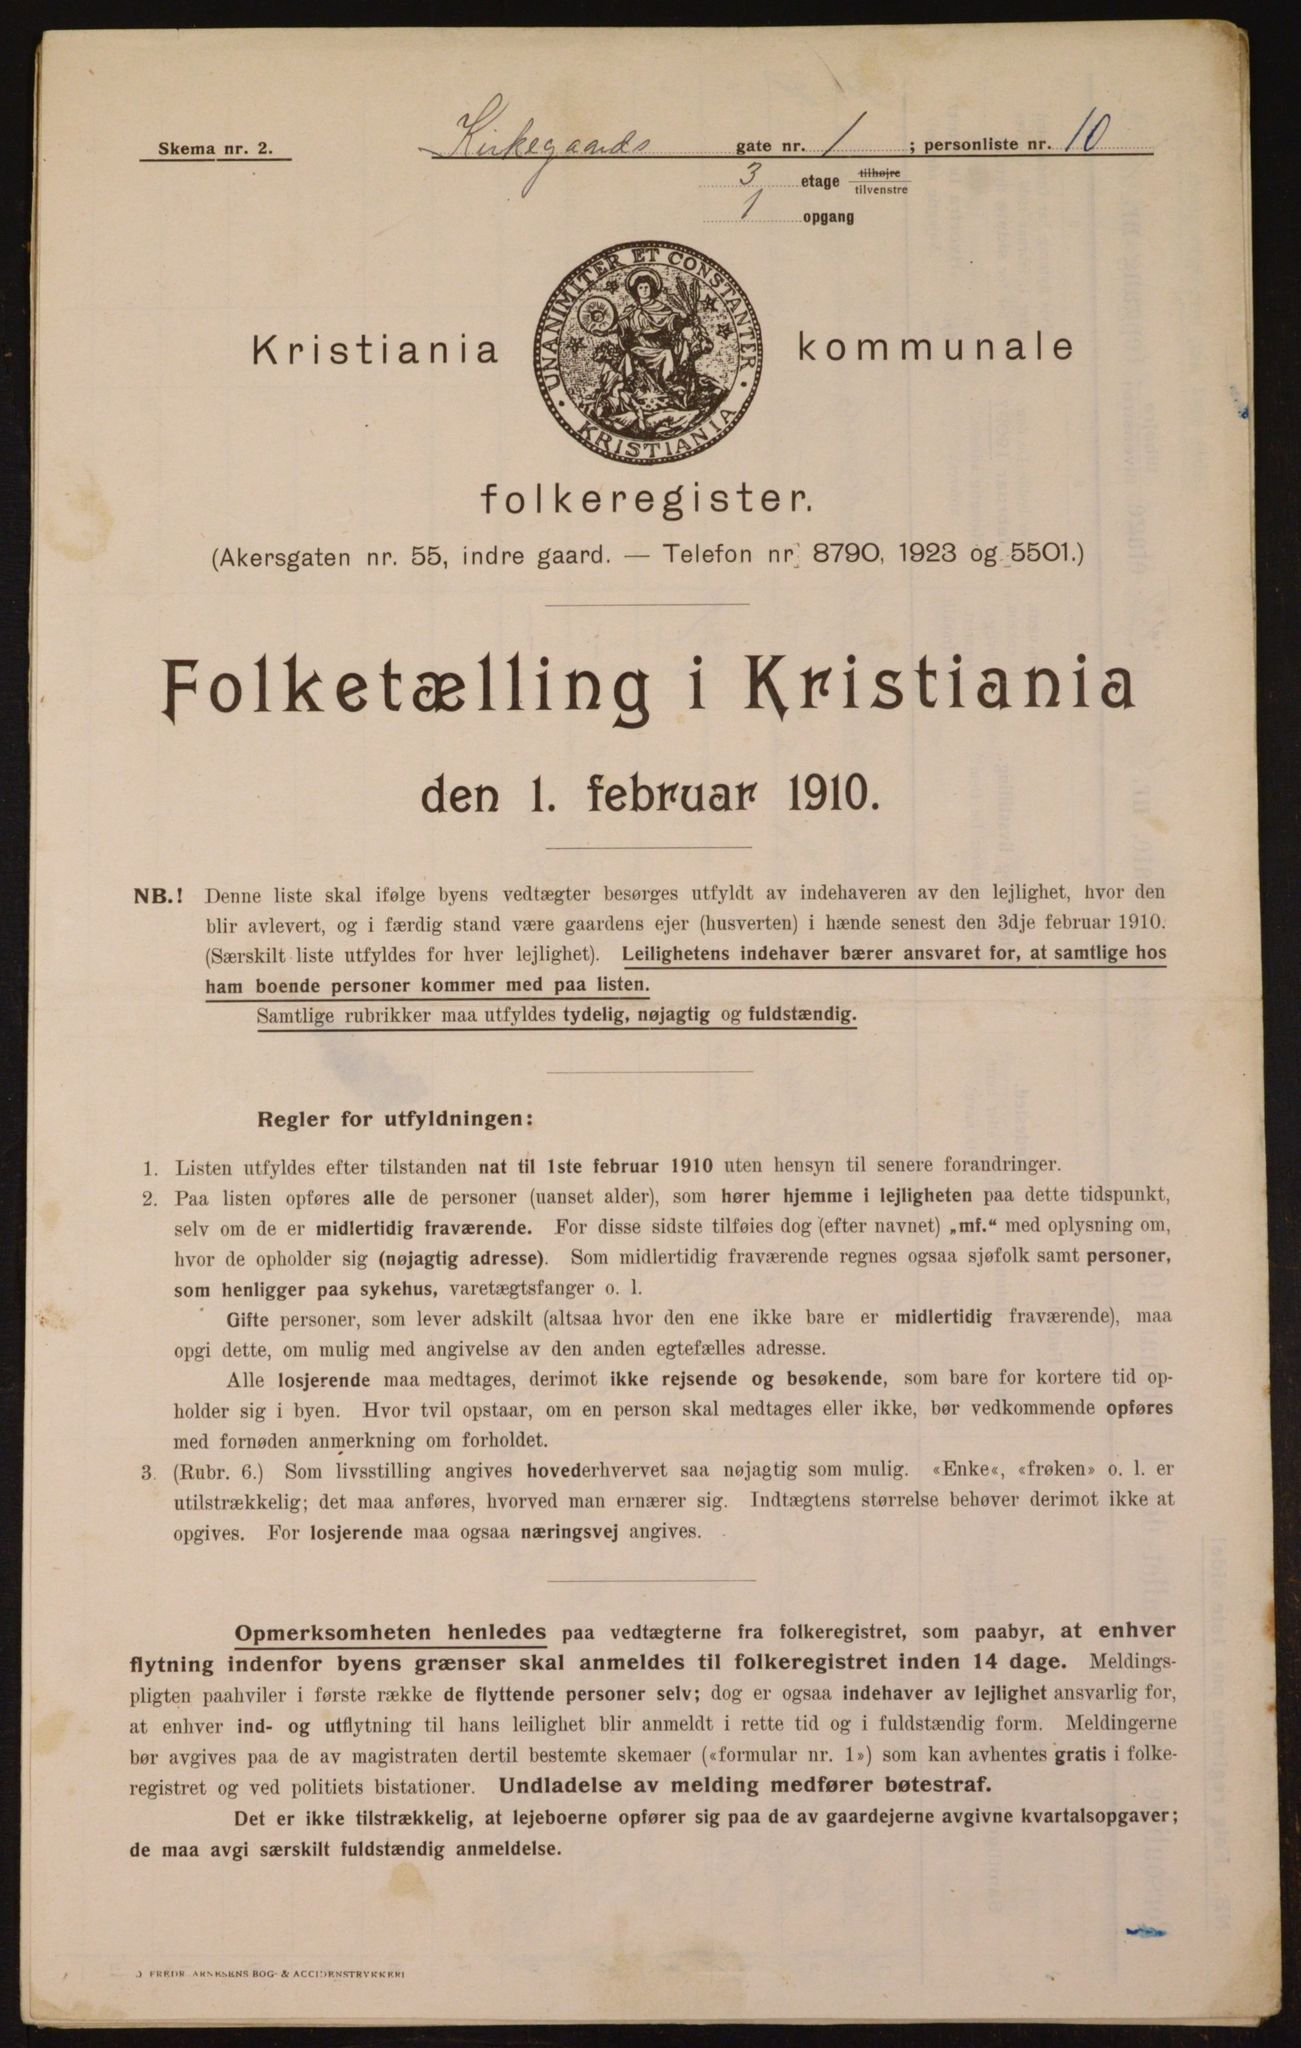 Skema nr. 2.
Kirkegaards gate nr. 1 ; personliste nr. 10
3 etage tilhøjre
tilvenstre
1 opgang
UNANIMITER ET CONSTANTER
KRISTIANIA
Kristiania kommunale
folkeregister.
(Akersgaten nr. 55, indre gaard. — Telefon nr. 8790, 1923 og 5501.)
Folketælling i Kristiania
den 1. februar 1910.
NB.! Denne liste skal ifølge byens vedtægter besørges utfyldt av indehaveren av den lejlighet, hvor den
blir avlevert, og i færdig stand være gaardens ejer (husverten) i hænde senest den 3dje februar 1910.
(Særskilt liste utfyldes for hver lejlighet). Leilighetens indehaver bærer ansvaret for, at samtlige hos
ham boende personer kommer med paa listen.
Samtlige rubrikker maa utfyldes tydelig, nøjagtig og fuldstændig.
Regler for utfyldningen:
1. Listen utfyldes efter tilstanden nat til 1ste februar 1910 uten hensyn til senere forandringer.
2. Paa listen opføres alle de personer (uanset alder), som hører hjemme i lejligheten paa dette tidspunkt,
selv om de er midlertidig fraværende. For disse sidste tilføies dog (efter navnet) „mf.“ med oplysning om,
hvor de opholder sig (nøjagtig adresse). Som midlertidig fraværende regnes ogsaa sjøfolk samt personer,
som henligger paa sykehus, varetægtsfanger o. l.
Gifte personer, som lever adskilt (altsaa hvor den ene ikke bare er midlertidig fraværende), maa
opgi dette, om mulig med angivelse av den anden egtefælles adresse.
Alle losjerende maa medtages, derimot ikke rejsende og besøkende, som bare for kortere tid op-
holder sig i byen. Hvor tvil opstaar, om en person skal medtages eller ikke, bør vedkommende opføres
med fornøden anmerkning om forholdet.
3. (Rubr. 6.) Som livsstilling angives hovederhvervet saa nøjagtig som mulig. «Enke«, «frøken» o. l. er
utilstrækkelig; det maa anføres, hvorved man ernærer sig. Indtægtens størrelse behøver derimot ikke at
opgives. For losjerende maa ogsaa næringsvej angives.
Opmerksomheten henledes paa vedtægterne fra folkeregistret, som paabyr, at enhver
flytning indenfor byens grænser skal anmeldes til folkeregistret inden 14 dage. Meldings-
pligten paahviler i første række de flyttende personer selv; dog er ogsaa indehaver av lejlighet ansvarlig for,
at enhver ind- og utflytning til hans leilighet blir anmeldt i rette tid og i fuldstændig form. Meldingerne
bør avgives paa de av magistraten dertil bestemte skemaer («formular nr. 1») som kan avhentes gratis i folke-
registret og ved politiets bistationer. Undladelse av melding medfører bøtestraf.
Det er ikke tilstrækkelig, at lejeboerne opfører sig paa de av gaardejerne avgivne kvartalsopgaver;
de maa avgi særskilt fuldstændig anmeldelse.
J FREDR ARNESENS BOG- & ACCIDENSTRYKKERI